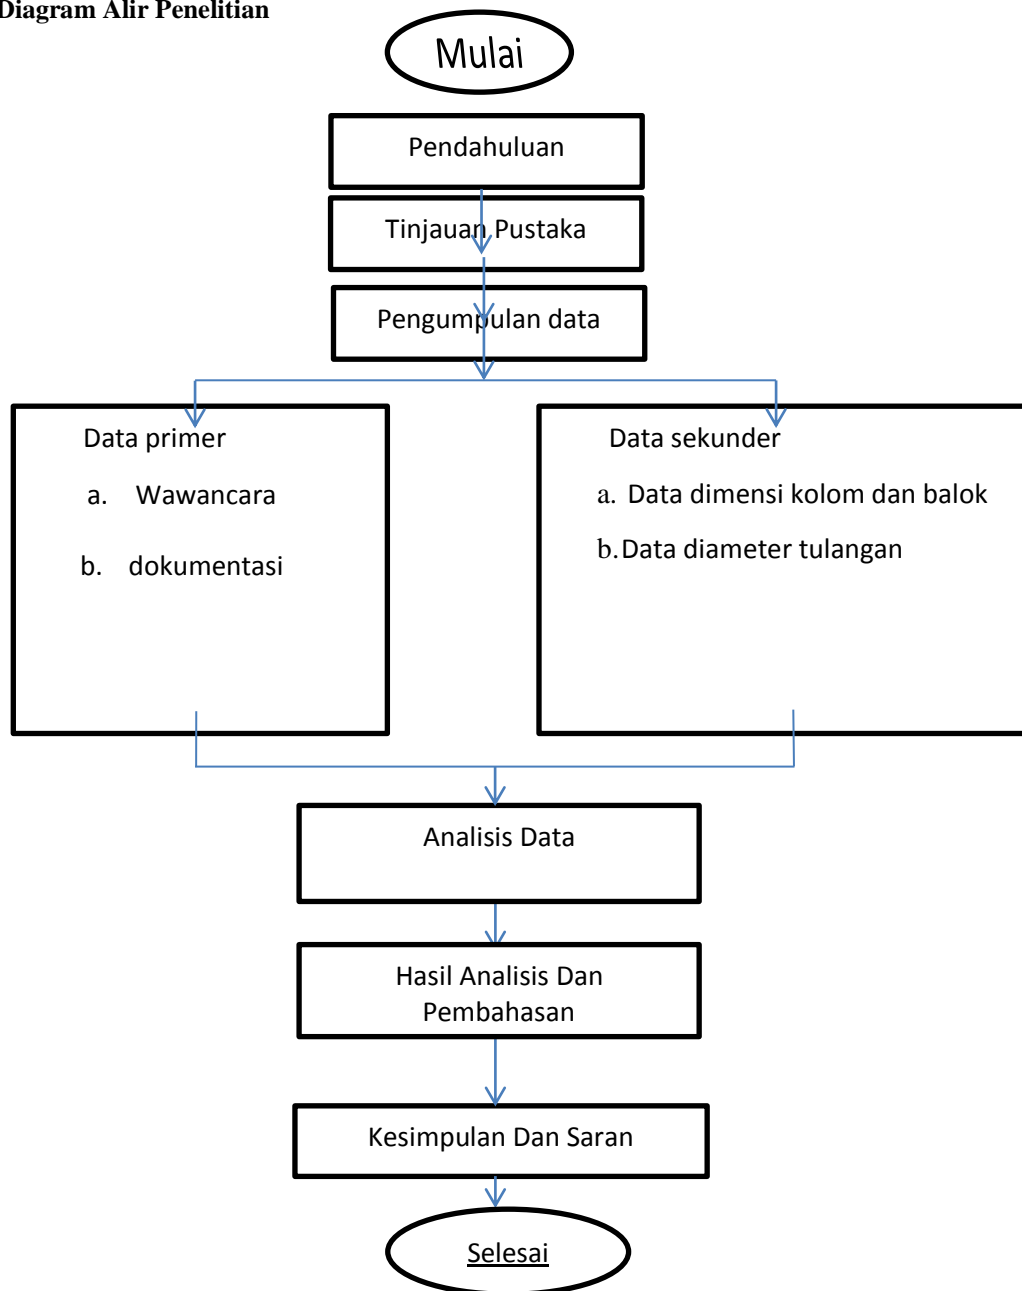 Diagram Alir Penelitian
Mulai
Pendahuluan
Tinjauan Pustaka
Pengumpulan data
Data primer
a. Wawancara
b. dokumentasi
Data sekunder
a. Data dimensi kolom dan balok
b. Data diameter tulangan
Analisis Data
Hasil Analisis Dan
Pembahasan
Kesimpulan Dan Saran
Selesai